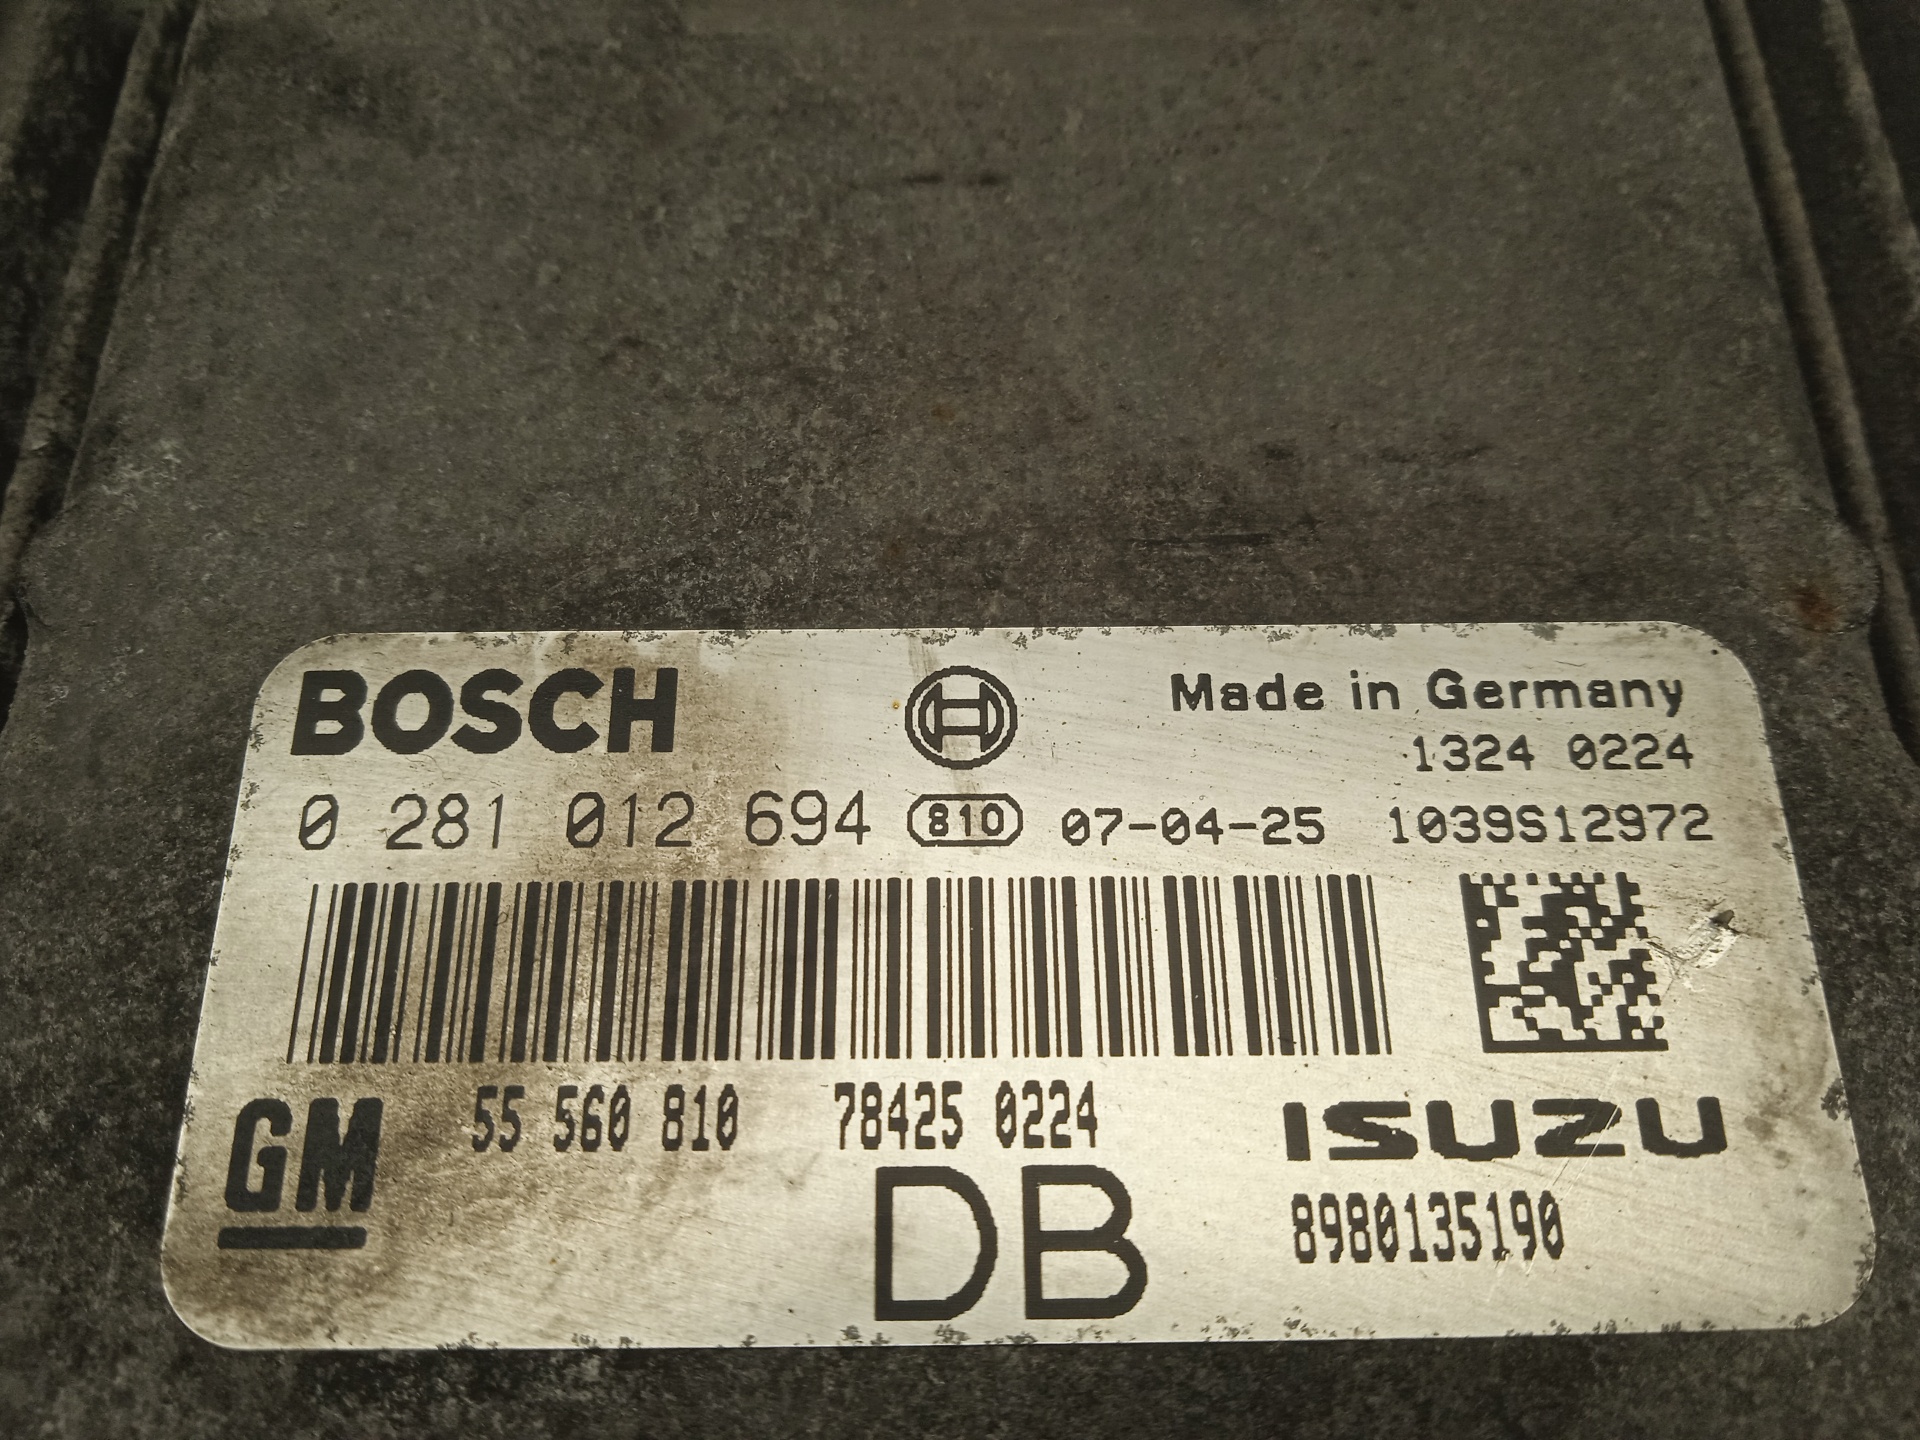 BOSCH Made in Germany
1324 0224
0 281 012 694 810 07-04-25 1039S12972
55 560 810 78425 0224
GM ISUZU
DB 8980135190